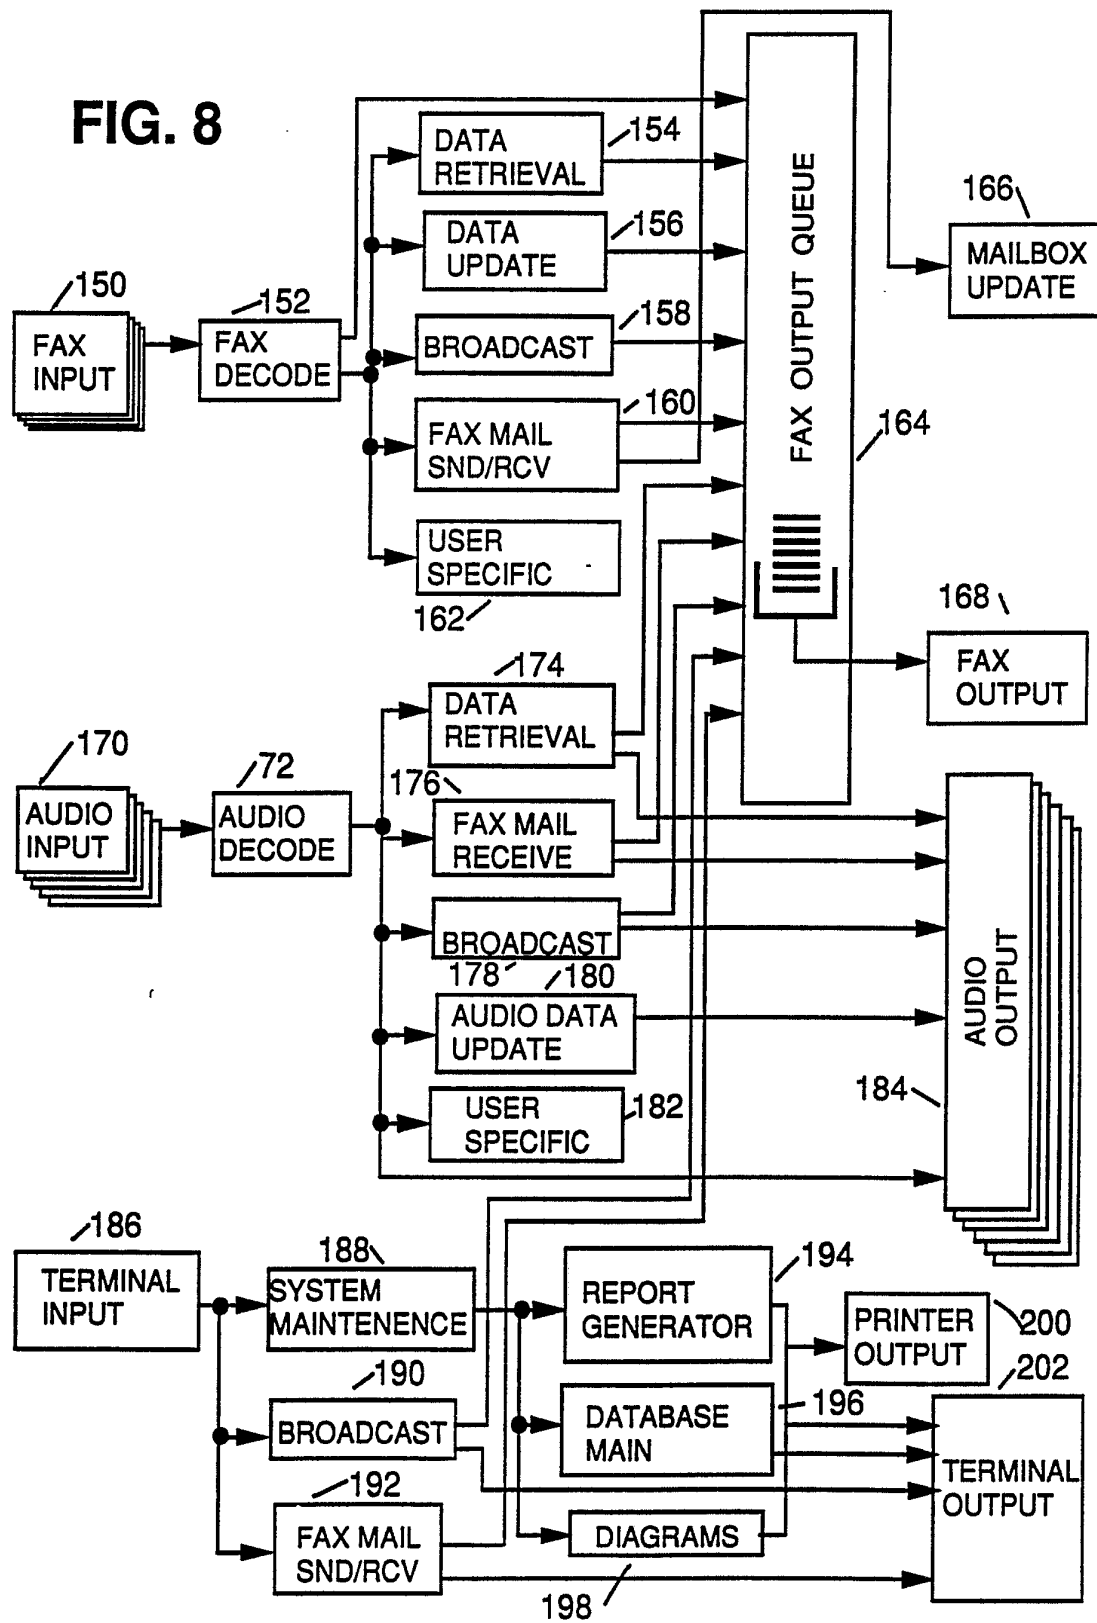 FIG. 8
DATA
RETRIEVAL
154
DATA
UPDATE
156
150
FAX
INPUT
152
FAX
DECODE
BROADCAST
158
FAX MAIL
SND/RCV
160
USER
SPECIFIC
162
FAX OUTPUT QUEUE
164
166
MAILBOX
UPDATE
168
FAX
OUTPUT
170
AUDIO
INPUT
72
AUDIO
DECODE
174
DATA
RETRIEVAL
176
FAX MAIL
RECEIVE
BROADCAST
178
180
AUDIO DATA
UPDATE
USER
SPECIFIC
182
AUDIO
OUTPUT
184
186
TERMINAL
INPUT
188
SYSTEM
MAINTENENCE
190
BROADCAST
192
FAX MAIL
SND/RCV
REPORT
GENERATOR
194
DATABASE
MAIN
196
DIAGRAMS
198
PRINTER
OUTPUT
200
202
TERMINAL
OUTPUT